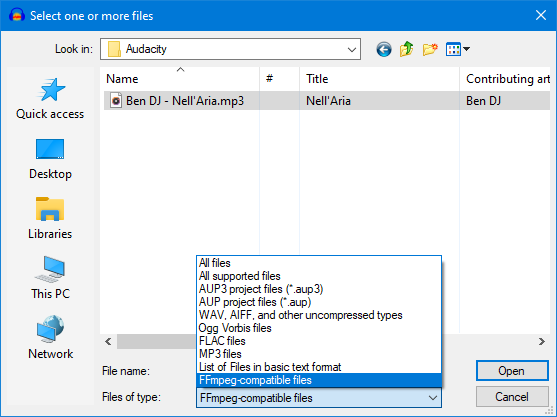 Select one or more files
Look in: Audacity
Name # Title Contributing art
Ben DJ - Nell'Aria.mp3 Nell'Aria Ben DJ
Quick access
Desktop
Libraries
This PC
Network
All files
All supported files
AUP3 project files (*.aup3)
AUP project files (*.aup)
WAV, AIFF, and other uncompressed types
Ogg Vorbis files
FLAC files
MP3 files
List of Files in basic text format
FFmpeg-compatible files
File name: Open
Files of type: FFmpeg-compatible files Cancel